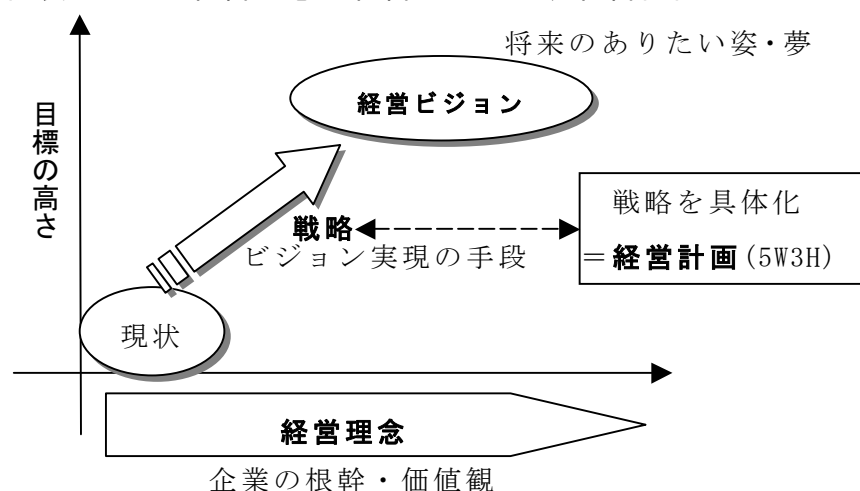 将来のありたい姿・夢
経営ビジョン
目標の高さ
戦略を具体化
戦略
ビジョン実現の手段
＝経営計画(5W3H)
現状
経営理念
企業の根幹・価値観